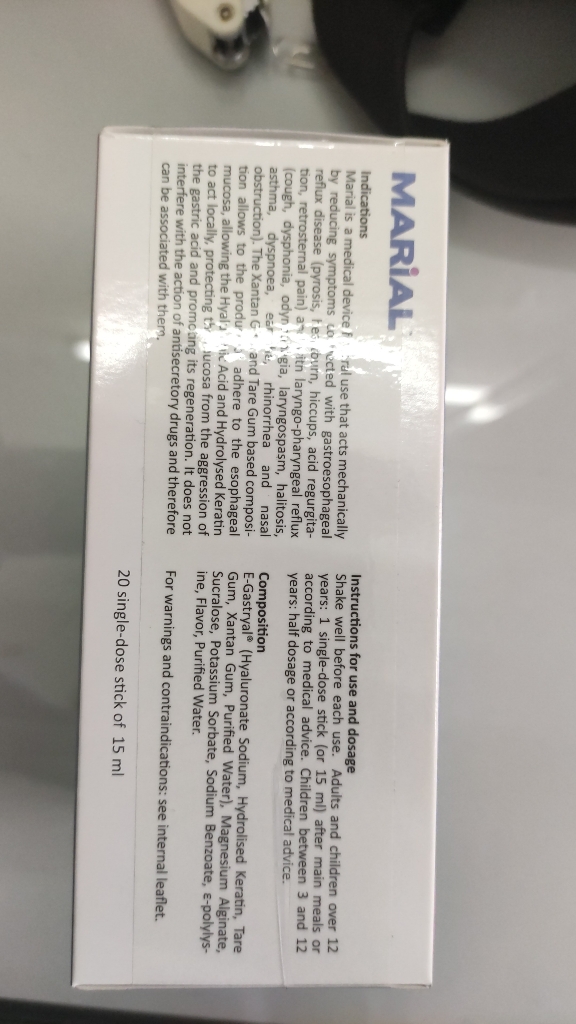 MARiAL
Indications
Marial is a medical device use that acts mechanically
by reducing symptoms with gastroesophageal
reflux disease (pyrosis, hiccups, acid regurgita-
tion, retrosternal pain) laryngo-pharyngeal reflux
(cough, dysphonia, laryngospasm, halitosis,
asthma, dyspnoea, rhinorrhea and nasal
obstruction). The Xantan and Tare Gum based composi-
tion allows to the adhere to the esophageal
mucosa, allowing the Acid and Hydrolysed Keratin
to act locally, protecting mucosa from the aggression of
the gastric acid and promoting its regeneration. It does not
interfere with the action of antisecretory drugs and therefore
can be associated with them.
Instructions for use and dosage
Shake well before each use. Adults and children over 12
years: 1 single-dose stick (or 15 ml) after main meals or
according to medical advice. Children between 3 and 12
years: half dosage or according to medical advice.
Composition
E-Gastryal® (Hyaluronate Sodium, Hydrolised Keratin, Tare
Gum, Xantan Gum, Purified Water), Magnesium Alginate,
Sucralose, Potassium Sorbate, Sodium Benzoate, ε-polylys-
ine, Flavor, Purified Water.
For warnings and contraindications: see internal leaflet.
20 single-dose stick of 15 ml